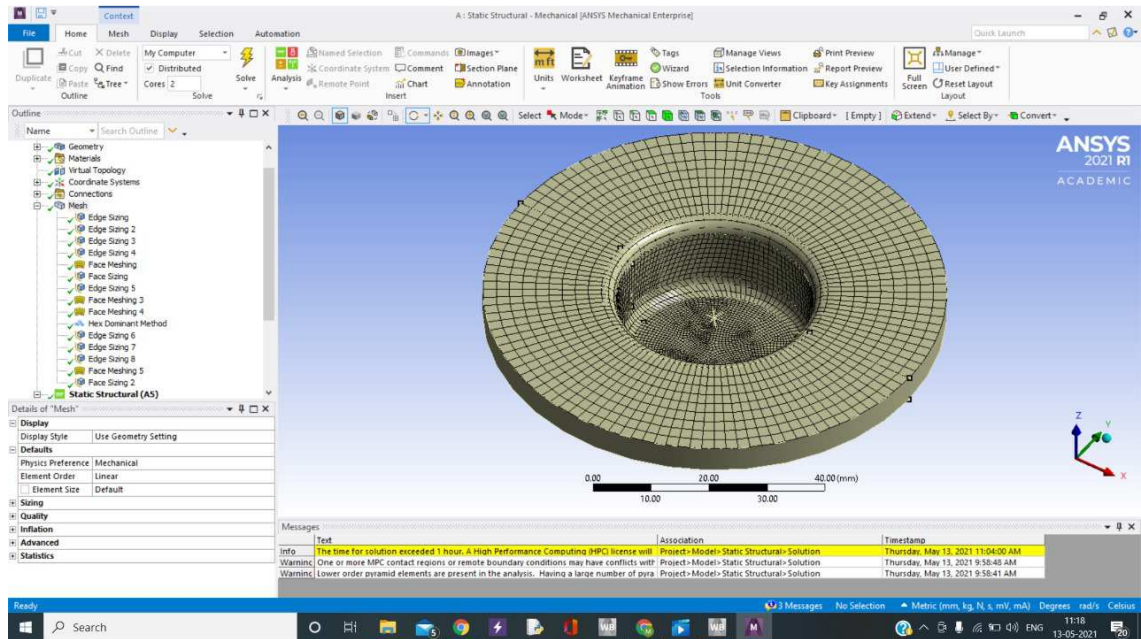 Context
A : Static Structural - Mechanical [ANSYS Mechanical Enterprise]
File Home Mesh Display Selection Automation
Quick Launch
Duplicate
Cut
Copy
Paste
Delete
Find
Tree
Outline
My Computer
Distributed
Cores 2
Solve
Solve
Analysis
Named Selection
Coordinate System
Remote Point
Commands
Comment
Chart
Images
Section Plane
Annotation
Insert
Units
Worksheet
Keyframe
Animation
Tags
Wizard
Show Errors
Manage Views
Selection Information
Unit Converter
Print Preview
Report Preview
Key Assignments
Tools
Full
Screen
Manage
User Defined
Reset Layout
Layout
Outline
Name Search Outline
Select Mode Clipboard [Empty] Extend Select By Convert
Geometry
Materials
Virtual Topology
Coordinate Systems
Connections
Mesh
Edge Sizing
Edge Sizing 2
Edge Sizing 3
Edge Sizing 4
Face Meshing
Face Sizing
Edge Sizing 5
Face Meshing 3
Face Meshing 4
Hex Dominant Method
Edge Sizing 6
Edge Sizing 7
Edge Sizing 8
Face Meshing 5
Face Sizing 2
Static Structural (A5)
ANSYS
2021 R1
ACADEMIC
Z
Y
X
0.00 20.00 40.00 (mm)
10.00 30.00
Details of "Mesh"
Display
Display Style Use Geometry Setting
Defaults
Physics Preference Mechanical
Element Order Linear
Element Size Default
Sizing
Quality
Inflation
Advanced
Statistics
Messages
Text Association Timestamp
Info The time for solution exceeded 1 hour. A High Performance Computing (HPC) license will Project>Model>Static Structural>Solution Thursday, May 13, 2021 11:04:00 AM
Warning One or more MPC contact regions or remote boundary conditions may have conflicts with Project>Model>Static Structural>Solution Thursday, May 13, 2021 9:58:48 AM
Warning Lower order pyramid elements are present in the analysis. Having a large number of pyra Project>Model>Static Structural>Solution Thursday, May 13, 2021 9:58:41 AM
Ready 3 Messages No Selection Metric (mm, kg, N, s, mV, mA) Degrees rad/s Celsius
Search
ENG
11:18
13-05-2021
20